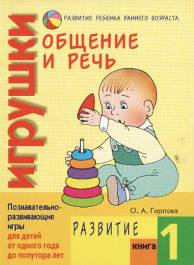 РАЗВИТИЕ РЕБЕНКА РАННЕГО ВОЗРАСТА
ИГРУШКИ
ОБЩЕНИЕ И РЕЧЬ
О. А. Горлова
Познавательно-
развивающие
игры
для детей
от одного года
до полутора лет
РАЗВИТИЕ
книга 1